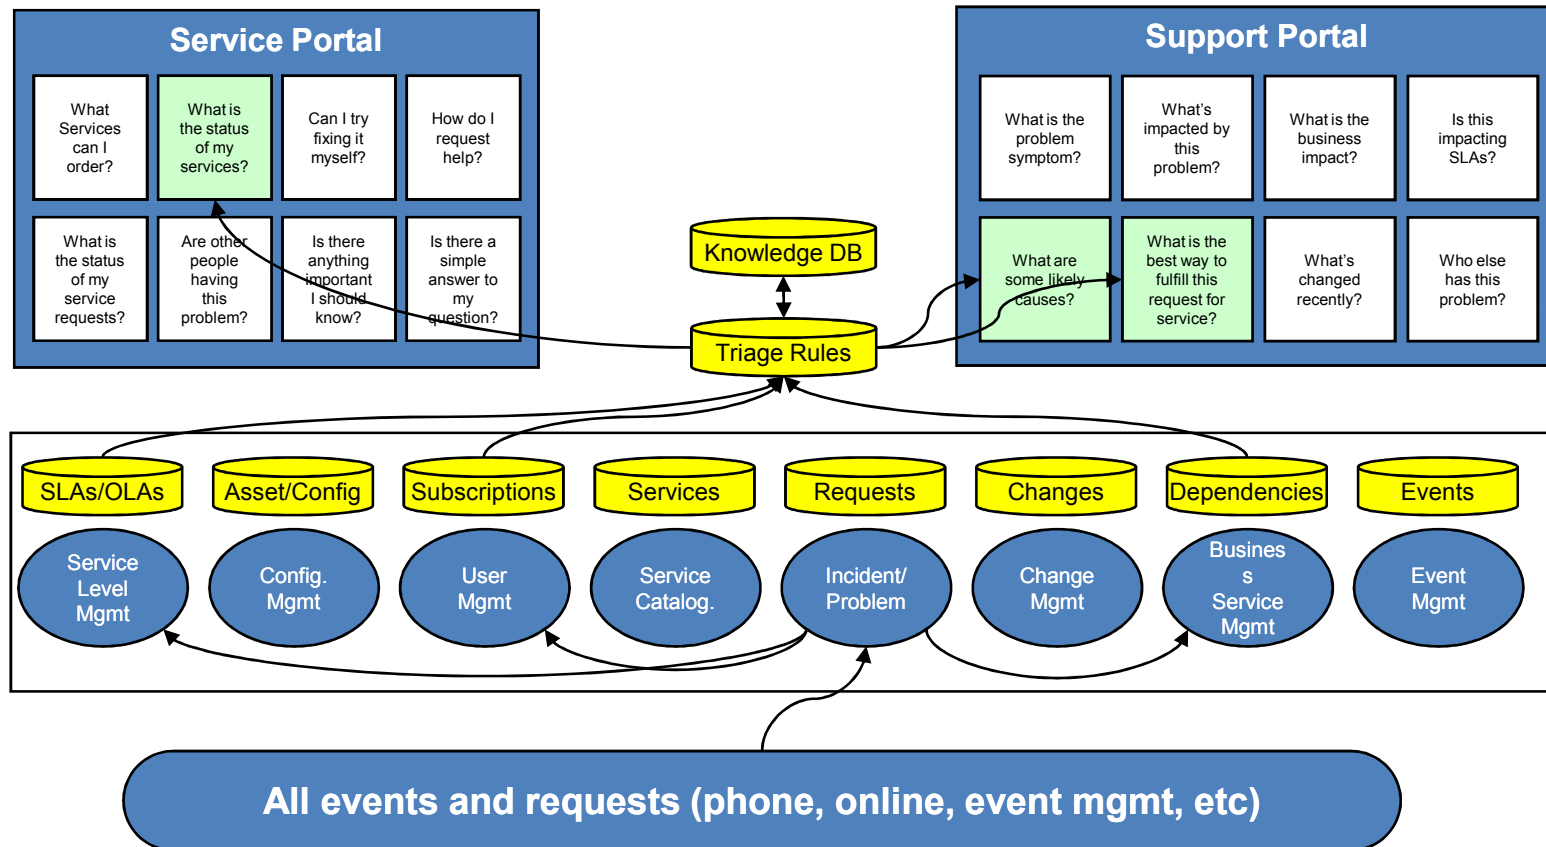 Service Portal
What
Services
can I
order?
What is
the status
of my
services?
Can I try
fixing it
myself?
How do I
request
help?
What is
the status
of my
service
requests?
Are other
people
having
this
problem?
Is there
anything
important
I should
know?
Is there a
simple
answer to
my
question?
Knowledge DB
Triage Rules
Support Portal
What is the
problem
symptom?
What's
impacted by
this
problem?
What is the
business
impact?
Is this
impacting
SLAs?
What are
some likely
causes?
What is the
best way to
fulfill this
request for
service?
What's
changed
recently?
Who else
has this
problem?
SLAs/OLAs
Asset/Config
Subscriptions
Services
Requests
Changes
Dependencies
Events
Service
Level
Mgmt
Config.
Mgmt
User
Mgmt
Service
Catalog.
Incident/
Problem
Change
Mgmt
Busines
s
Service
Mgmt
Event
Mgmt
All events and requests (phone, online, event mgmt, etc)